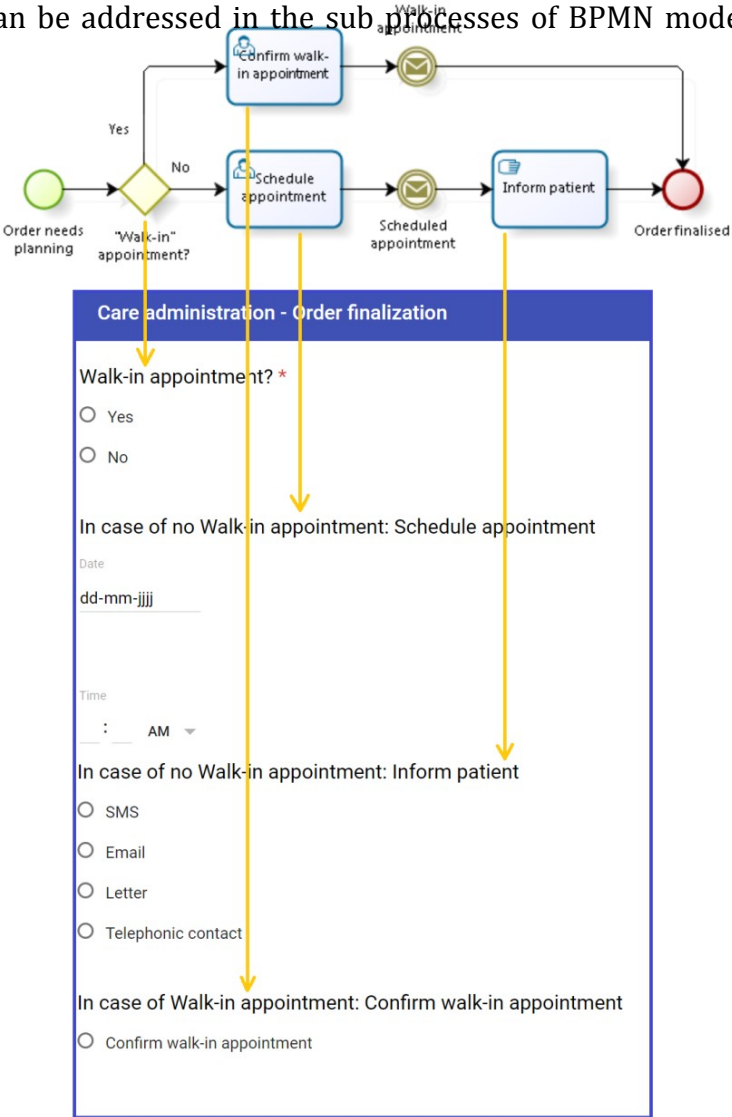 an be addressed in the sub processes of BPMN mode
Walk-in
appointment
Confirm walk-
in appointment
Yes
No
Schedule
appointment
Inform patient
Order needs
planning
"Walk-in"
appointment?
Scheduled
appointment
Order finalised
Care administration - Order finalization
Walk-in appointment? *
Yes
No
In case of no Walk-in appointment: Schedule appointment
Date
dd-mm-jjjj
Time
: AM
In case of no Walk-in appointment: Inform patient
SMS
Email
Letter
Telephonic contact
In case of Walk-in appointment: Confirm walk-in appointment
Confirm walk-in appointment